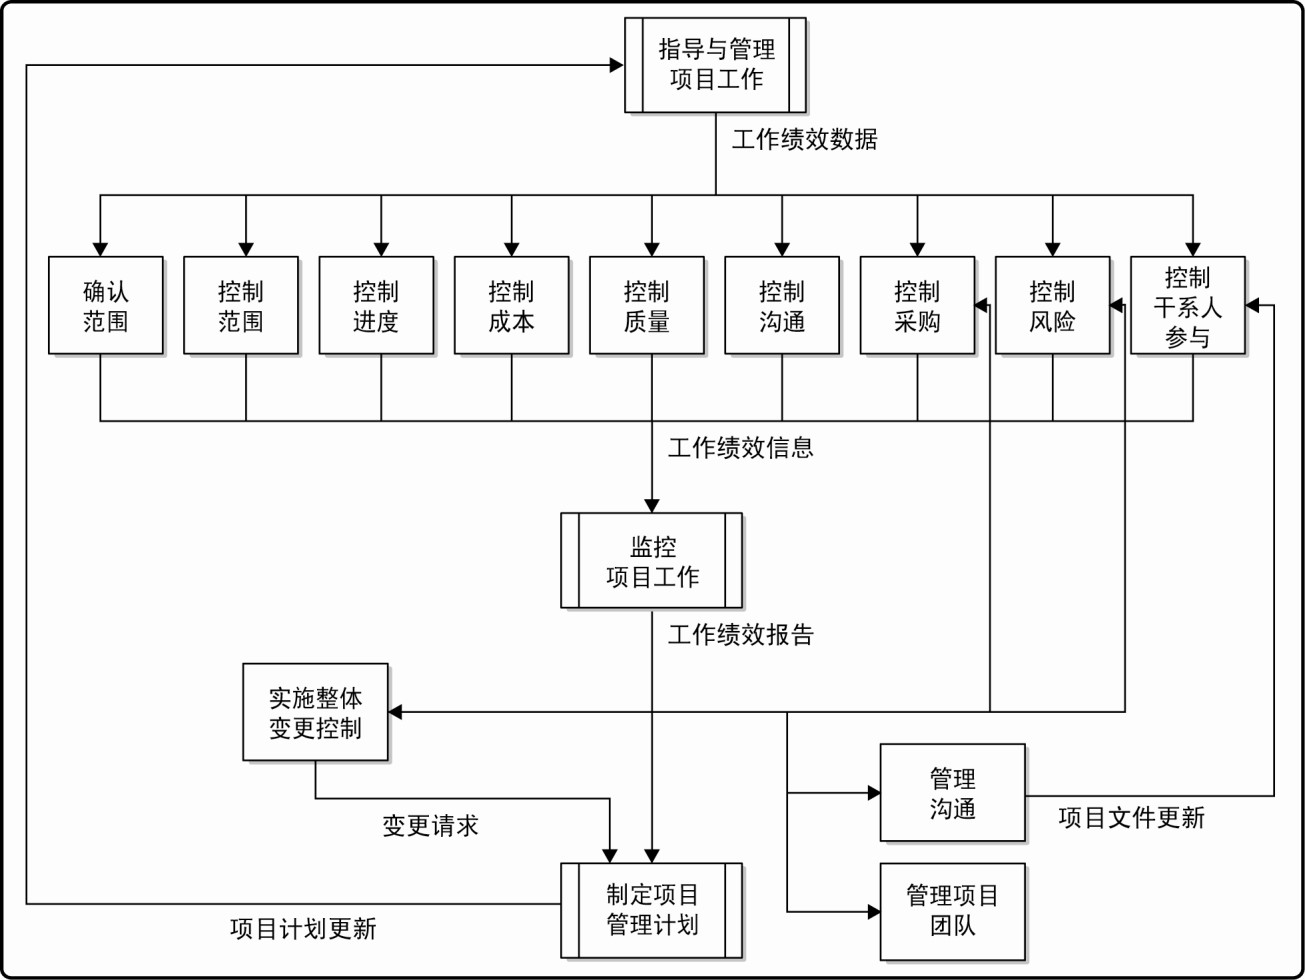 指导与管理
项目工作
工作绩效数据
确认
范围
控制
范围
控制
进度
控制
成本
控制
质量
控制
沟通
控制
采购
控制
风险
控制
干系人
参与
工作绩效信息
监控
项目工作
工作绩效报告
实施整体
变更控制
变更请求
管理
沟通
项目文件更新
制定项目
管理计划
管理项目
团队
项目计划更新